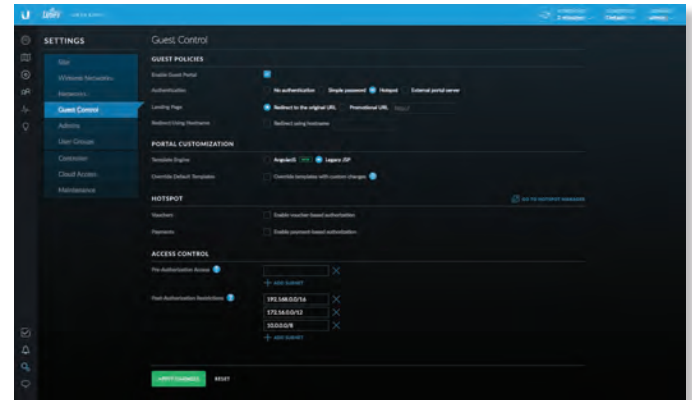 SETTINGS
Guest Control
Site
Wireless Networks
Networks
Guest Control
Admins
User Groups
Controller
Cloud Access
Maintenance
GUEST POLICIES
Enable Guest Portal
Authentication No authentication Simple password Hotspot External portal server
Landing Page Redirect to the original URL Promotional URL
Redirect Using Hostname Redirect using hostname
PORTAL CUSTOMIZATION
Template Engine AngularJS Legacy JSP
Override Default Templates Override templates with custom changes
HOTSPOT GO TO HOTSPOT MANAGER
Vouchers Enable voucher-based authorization
Payments Enable payment-based authorization
ACCESS CONTROL
Pre-Authorization Access
+ ADD SUBNET
Post-Authorization Restrictions 192.168.0.0/16
172.16.0.0/12
10.0.0.0/8
+ ADD SUBNET
APPLY CHANGES RESET